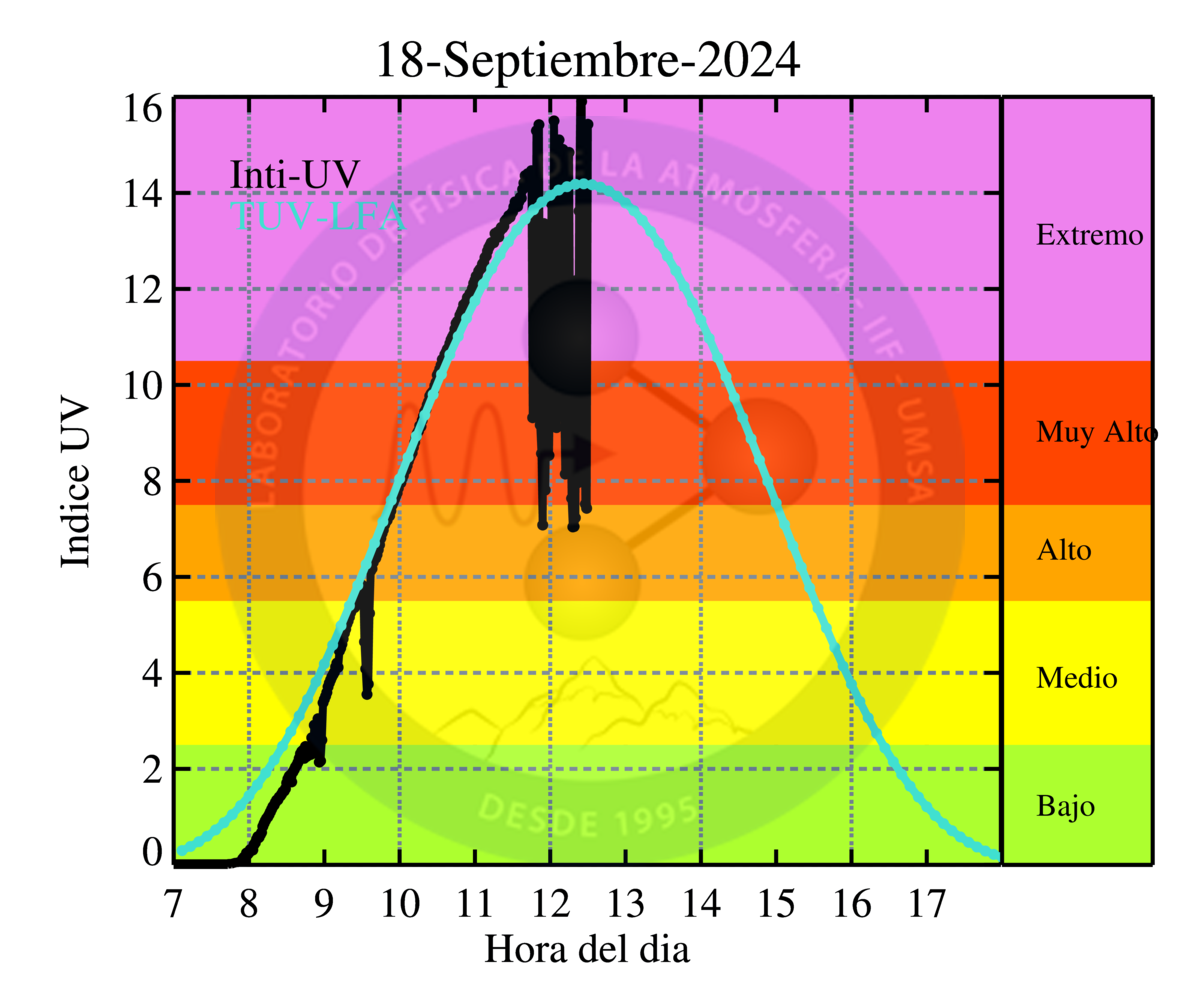 18-Septiembre-2024
Indice UV
16
14
12
10
8
6
4
2
0
Inti-UV
TUV-LFA
LABORATORIO DE FÍSICA DE LA ATMÓSFERA - IIF - UMSA
DESDE 1995
Extremo
Muy Alto
Alto
Medio
Bajo
7 8 9 10 11 12 13 14 15 16 17
Hora del dia